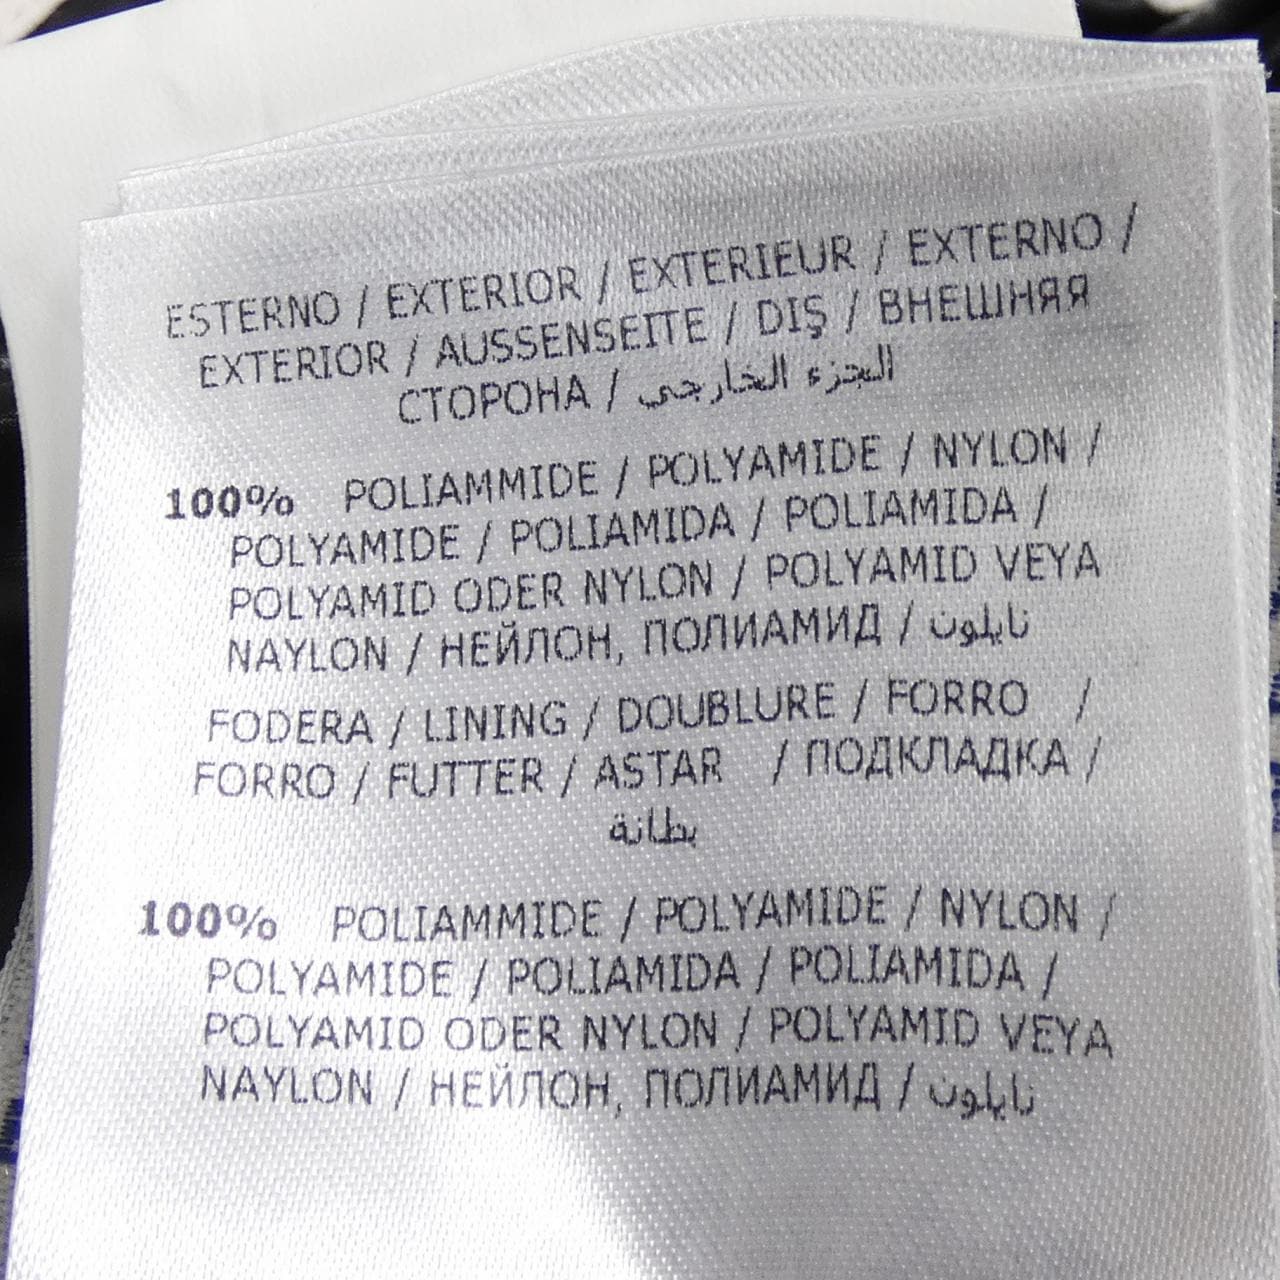 ESTERNO / EXTERIOR / EXTERIEUR / EXTERNO /
EXTERIOR / AUSSENSEITE / DIŞ / ВНЕШНЯЯ
СТОРОНА / الجزء الخارجي
100% POLIAMMIDE / POLYAMIDE / NYLON /
POLYAMIDE / POLIAMIDA / POLIAMIDA /
POLYAMID ODER NYLON / POLYAMID VEYA
NAYLON / НЕЙЛОН, ПОЛИАМИД / نايلون
FODERA / LINING / DOUBLURE / FORRO /
FORRO / FUTTER / ASTAR / ПОДКЛАДКА /
بطانة
100% POLIAMMIDE / POLYAMIDE / NYLON /
POLYAMIDE / POLIAMIDA / POLIAMIDA /
POLYAMID ODER NYLON / POLYAMID VEYA
NAYLON / НЕЙЛОН, ПОЛИАМИД / نايلون